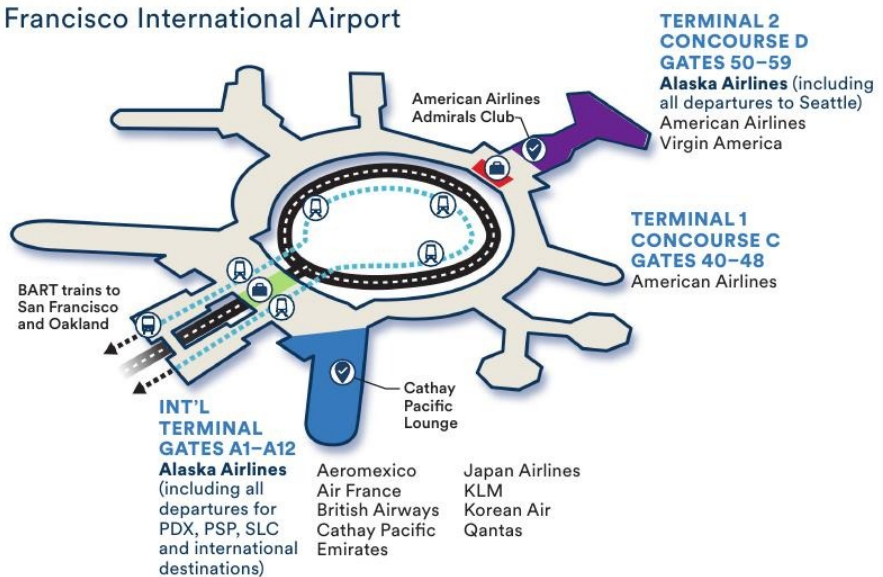 Francisco International Airport
TERMINAL 2
CONCOURSE D
GATES 50–59
Alaska Airlines (including
all departures to Seattle)
American Airlines
Virgin America
American Airlines
Admirals Club
TERMINAL 1
CONCOURSE C
GATES 40–48
American Airlines
BART trains to
San Francisco
and Oakland
Cathay
Pacific
Lounge
INT'L
TERMINAL
GATES A1–A12
Alaska Airlines
(including all
departures for
PDX, PSP, SLC
and international
destinations)
Aeromexico
Air France
British Airways
Cathay Pacific
Emirates
Japan Airlines
KLM
Korean Air
Qantas